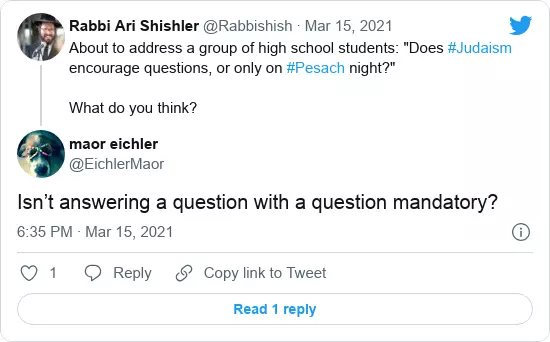 Rabbi Ari Shishler @Rabbishish · Mar 15, 2021
About to address a group of high school students: "Does #Judaism
encourage questions, or only on #Pesach night?"
What do you think?
maor eichler
@EichlerMaor
Isn’t answering a question with a question mandatory?
6:35 PM · Mar 15, 2021
1 Reply Copy link to Tweet
Read 1 reply